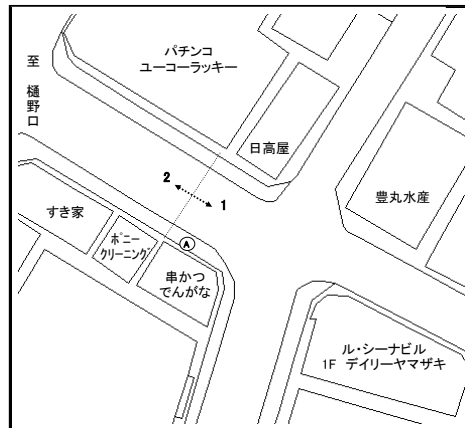 パチンコ
ユーコーラッキー
至
樋
野
口
日高屋
2
1
豊丸水産
すき家
ポニー
クリーニング
A
串かつ
でんがな
ル・シーナビル
1F デイリーヤマザキ